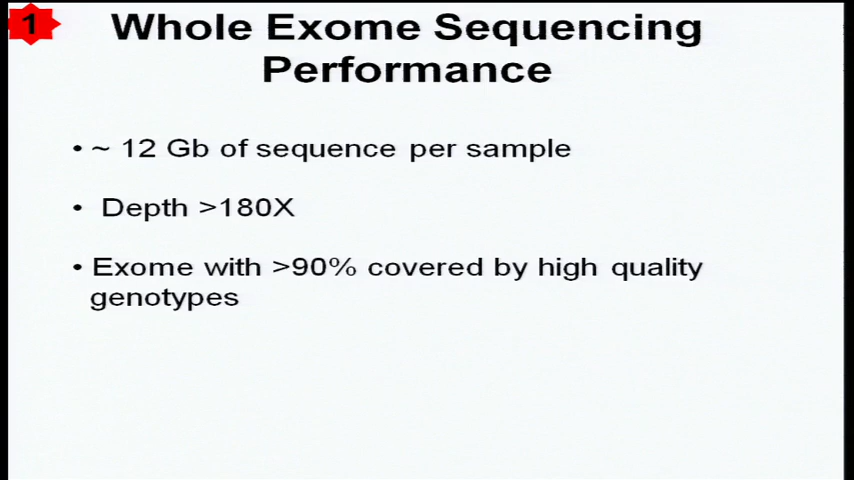 1
Whole Exome Sequencing
Performance
• ~ 12 Gb of sequence per sample
• Depth >180X
• Exome with >90% covered by high quality
genotypes